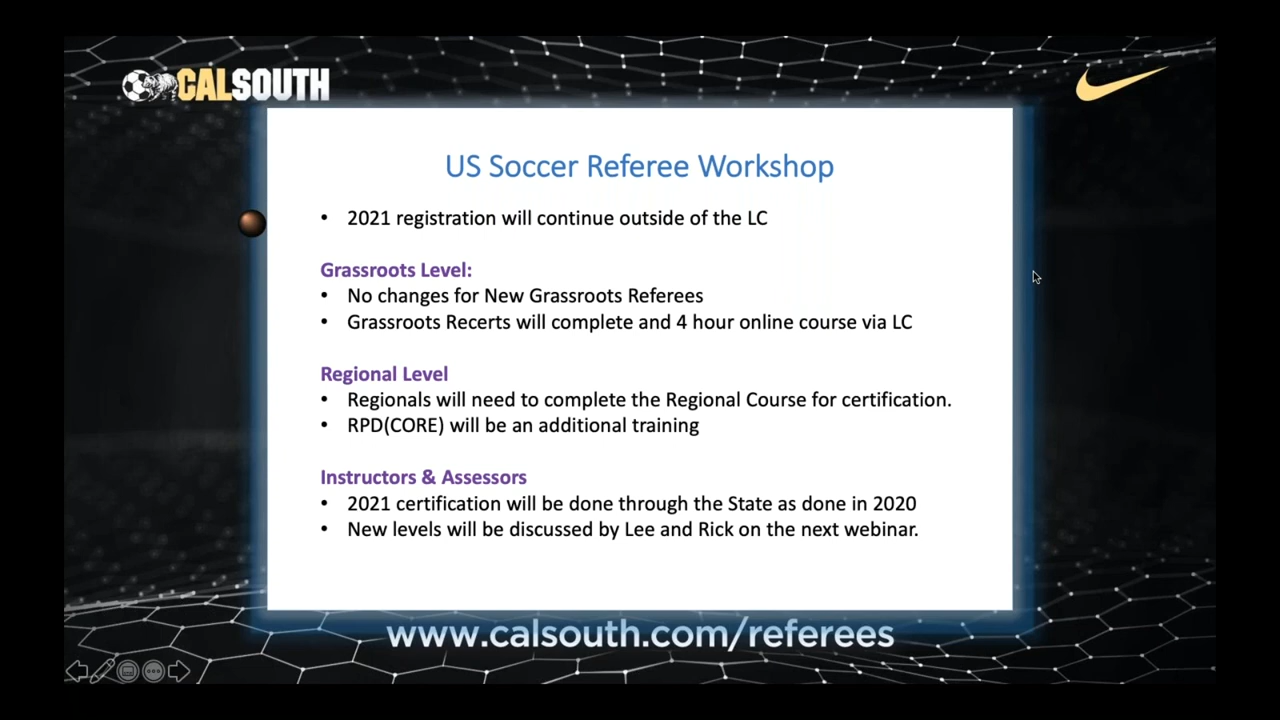 CALSOUTH
US Soccer Referee Workshop
• 2021 registration will continue outside of the LC
Grassroots Level:
• No changes for New Grassroots Referees
• Grassroots Recerts will complete and 4 hour online course via LC
Regional Level
• Regionals will need to complete the Regional Course for certification.
• RPD(CORE) will be an additional training
Instructors & Assessors
• 2021 certification will be done through the State as done in 2020
• New levels will be discussed by Lee and Rick on the next webinar.
www.calsouth.com/referees